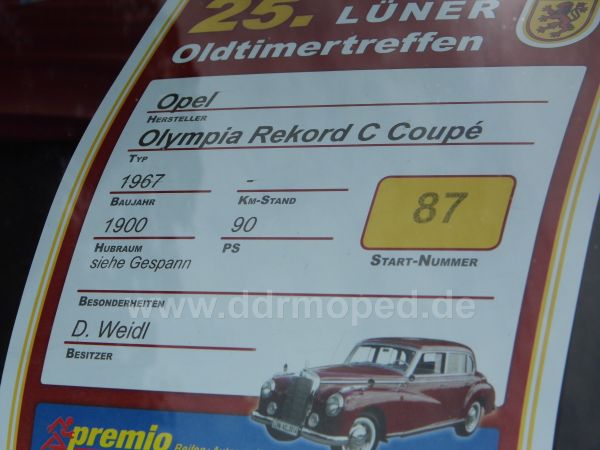 25. LÜNER
Oldtimertreffen
Opel
HERSTELLER
Olympia Rekord C Coupé
TYP
1967 -
BAUJAHR KM-STAND
87
1900 90
HUBRAUM PS
START-NUMMER
siehe Gespann
BESONDERHEITEN
www.ddrmoped.de
D. Weidl
BESITZER
premio